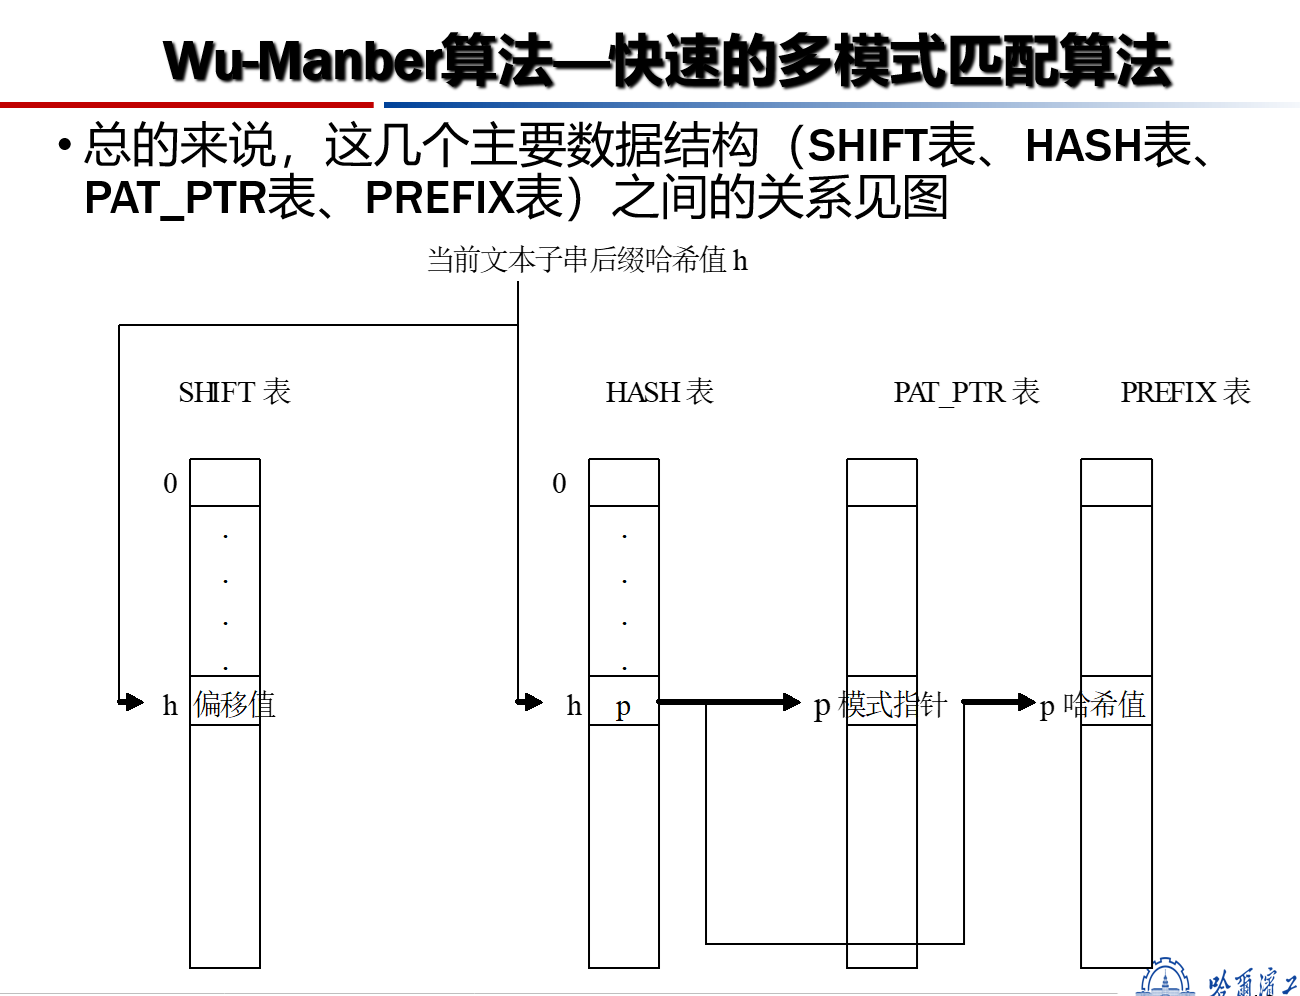 Wu-Manber算法—快速的多模式匹配算法
• 总的来说，这几个主要数据结构（SHIFT表、HASH表、
PAT_PTR表、PREFIX表）之间的关系见图
当前文本子串后缀哈希值 h
SHIFT 表 HASH 表 PAT_PTR 表 PREFIX 表
0 0
. .
. .
. .
. .
h 偏移值 h p p 模式指针 p 哈希值